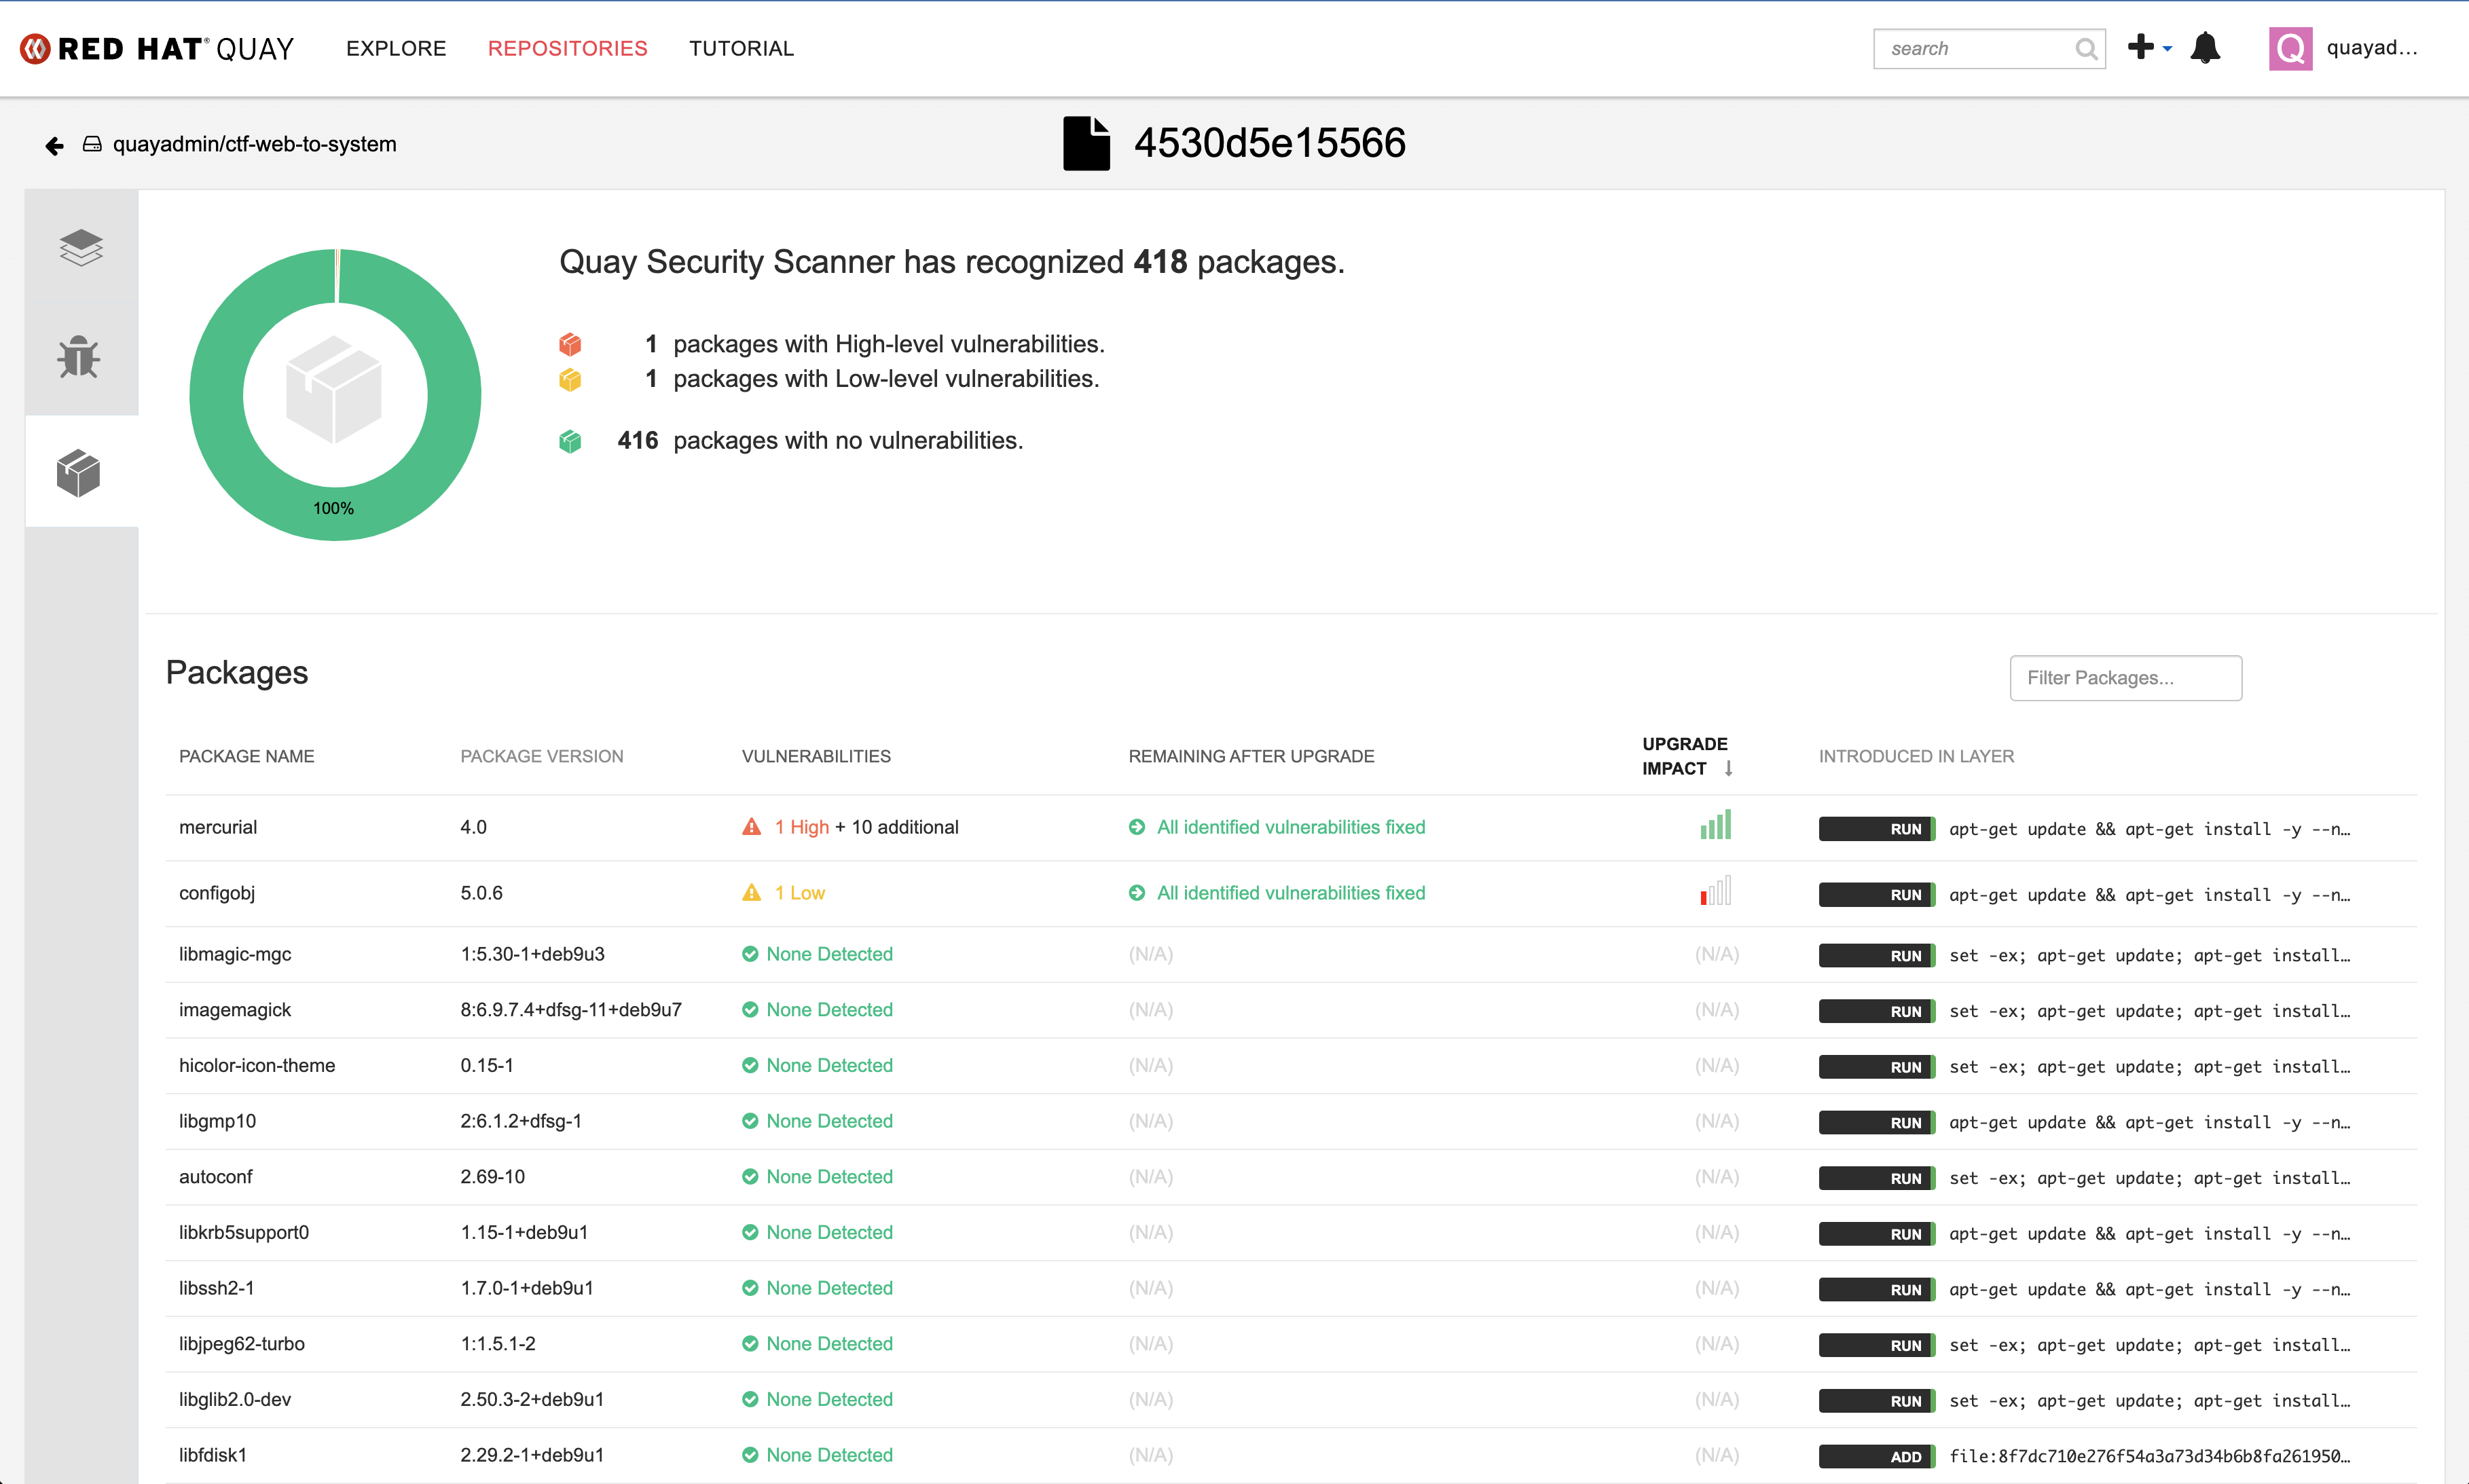 RED HAT® QUAY EXPLORE REPOSITORIES TUTORIAL search Q quayad...
quayadmin/ctf-web-to-system 4530d5e15566
Quay Security Scanner has recognized 418 packages.
1 packages with High-level vulnerabilities.
1 packages with Low-level vulnerabilities.
416 packages with no vulnerabilities.
100%
Packages Filter Packages...
PACKAGE NAME PACKAGE VERSION VULNERABILITIES REMAINING AFTER UPGRADE UPGRADE IMPACT INTRODUCED IN LAYER
mercurial 4.0 1 High + 10 additional All identified vulnerabilities fixed RUN apt-get update && apt-get install -y --n…
configobj 5.0.6 1 Low All identified vulnerabilities fixed RUN apt-get update && apt-get install -y --n…
libmagic-mgc 1:5.30-1+deb9u3 None Detected (N/A) (N/A) RUN set -ex; apt-get update; apt-get install…
imagemagick 8:6.9.7.4+dfsg-11+deb9u7 None Detected (N/A) (N/A) RUN set -ex; apt-get update; apt-get install…
hicolor-icon-theme 0.15-1 None Detected (N/A) (N/A) RUN set -ex; apt-get update; apt-get install…
libgmp10 2:6.1.2+dfsg-1 None Detected (N/A) (N/A) RUN apt-get update && apt-get install -y --n…
autoconf 2.69-10 None Detected (N/A) (N/A) RUN set -ex; apt-get update; apt-get install…
libkrb5support0 1.15-1+deb9u1 None Detected (N/A) (N/A) RUN apt-get update && apt-get install -y --n…
libssh2-1 1.7.0-1+deb9u1 None Detected (N/A) (N/A) RUN apt-get update && apt-get install -y --n…
libjpeg62-turbo 1:1.5.1-2 None Detected (N/A) (N/A) RUN set -ex; apt-get update; apt-get install…
libglib2.0-dev 2.50.3-2+deb9u1 None Detected (N/A) (N/A) RUN set -ex; apt-get update; apt-get install…
libfdisk1 2.29.2-1+deb9u1 None Detected (N/A) (N/A) ADD file:8f7dc710e276f54a3a73d34b6b8fa261950…